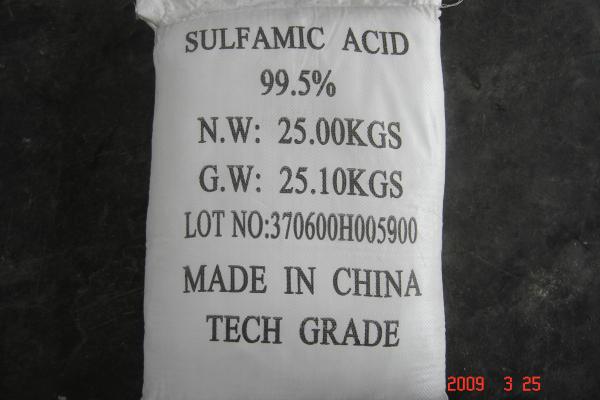 SULFAMIC ACID
99.5%
N.W: 25.00KGS
G.W: 25.10KGS
LOT NO:370600H005900
MADE IN CHINA
TECH GRADE
2009 3 25